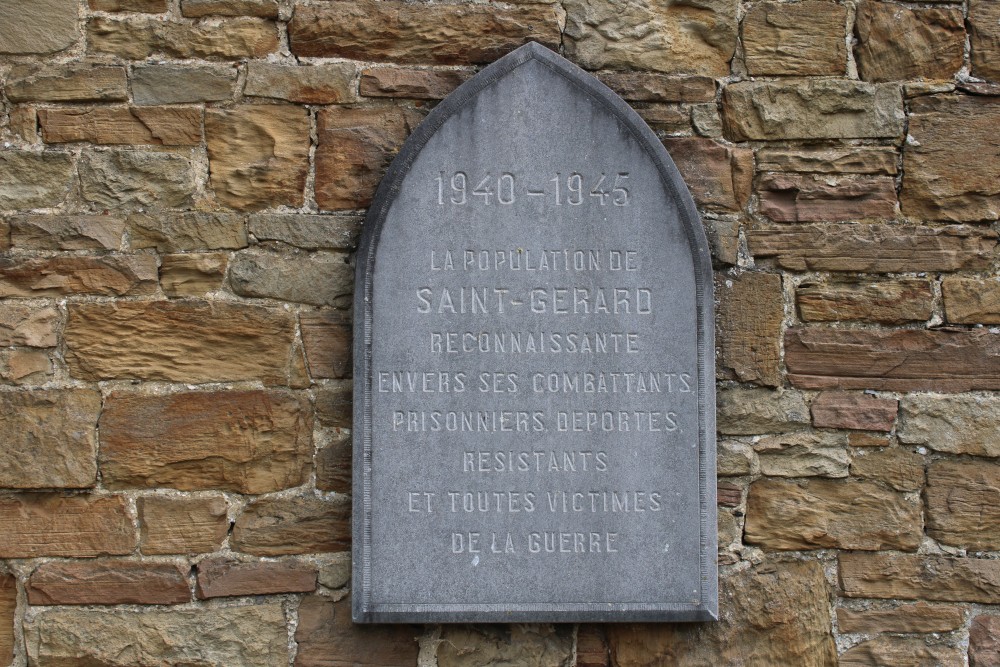 1940-1945
LA POPULATION DE
SAINT-GERARD
RECONNAISSANTE
ENVERS SES COMBATTANTS,
PRISONNIERS, DEPORTES,
RESISTANTS
ET TOUTES VICTIMES
DE LA GUERRE